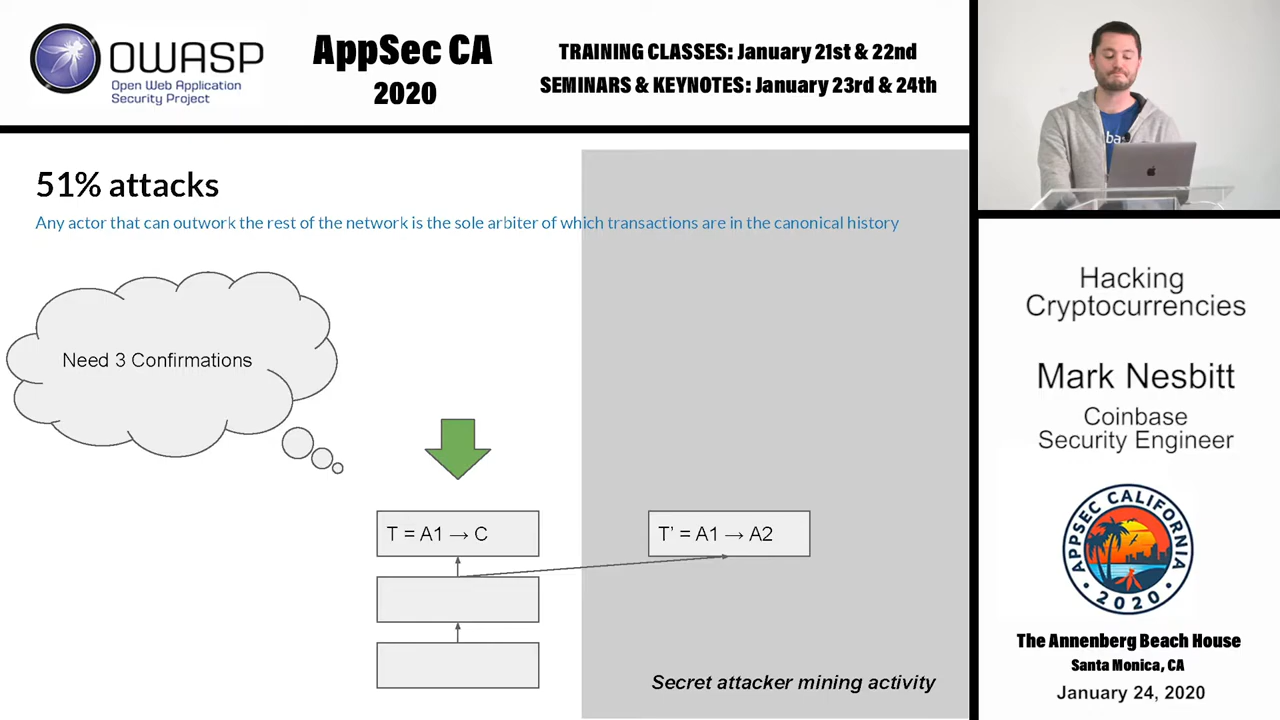 OWASP
Open Web Application
Security Project
AppSec CA
2020
TRAINING CLASSES: January 21st & 22nd
SEMINARS & KEYNOTES: January 23rd & 24th
51% attacks
Any actor that can outwork the rest of the network is the sole arbiter of which transactions are in the canonical history
Need 3 Confirmations
T = A1 → C
T' = A1 → A2
Secret attacker mining activity
ba
Hacking
Cryptocurrencies
Mark Nesbitt
Coinbase
Security Engineer
APPSEC CALIFORNIA
2020
The Annenberg Beach House
Santa Monica, CA
January 24, 2020